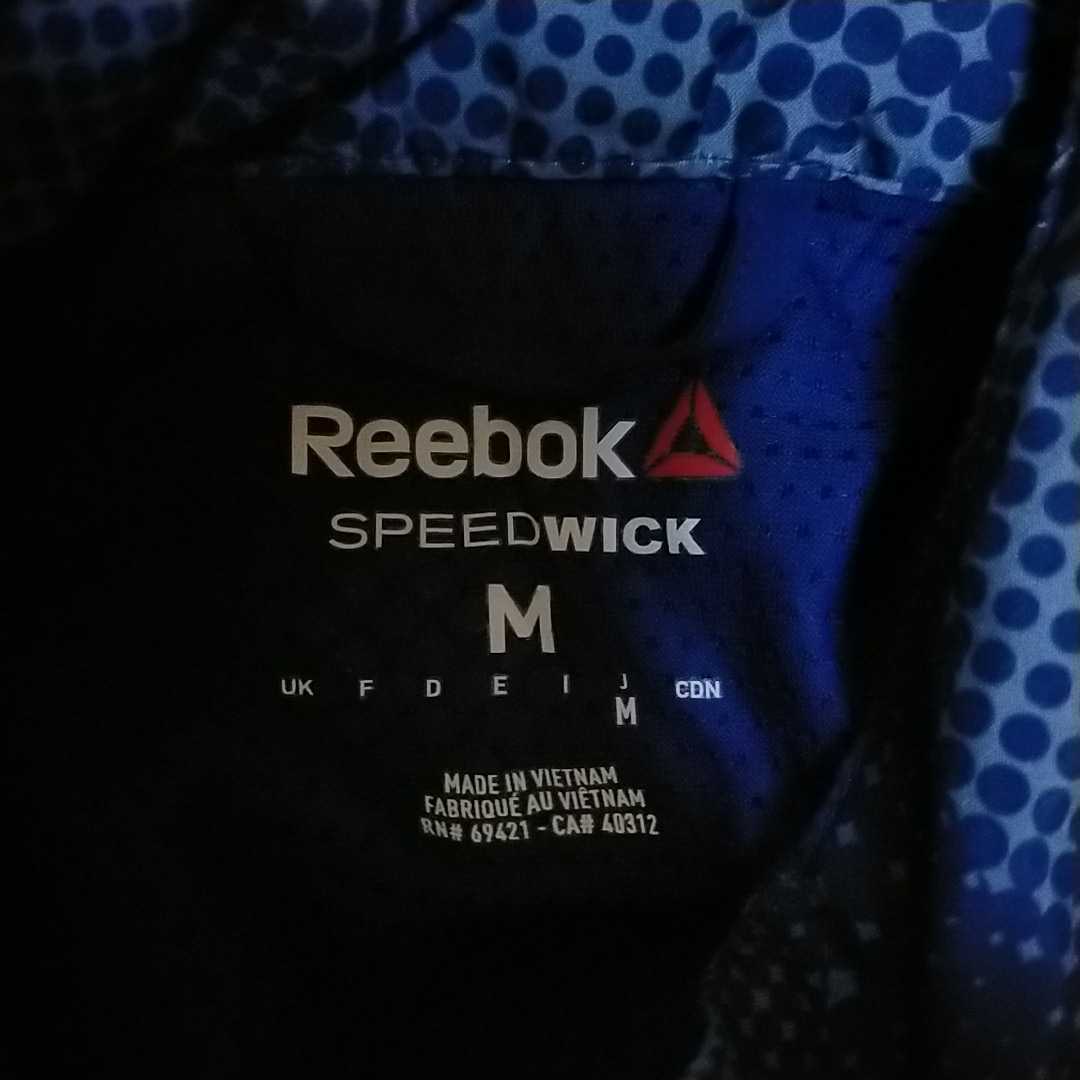 Reebok
SPEEDWICK
M
UK F D E I J CDN
M
MADE IN VIETNAM
FABRIQUÉ AU VIÊTNAM
RN# 69421 - CA# 40312